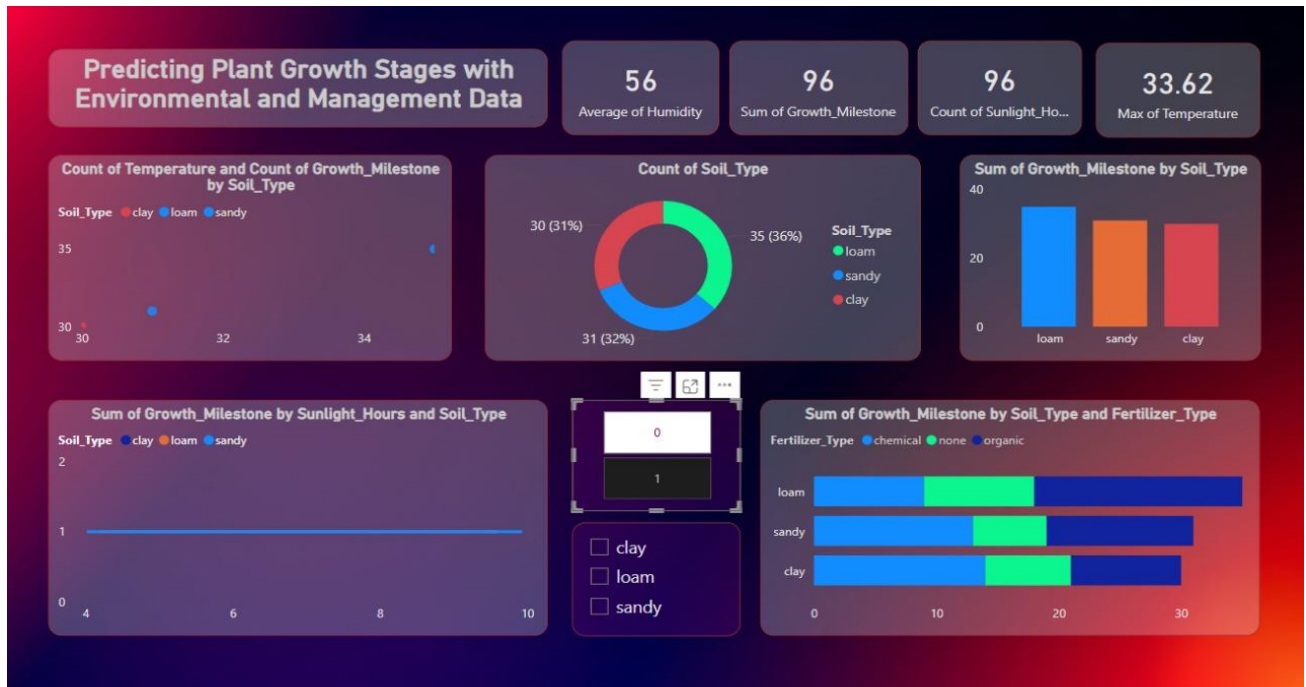 Predicting Plant Growth Stages with
Environmental and Management Data
56
Average of Humidity
96
Sum of Growth_Milestone
96
Count of Sunlight_Ho...
33.62
Max of Temperature
Count of Temperature and Count of Growth_Milestone
by Soil_Type
Soil_Type clay loam sandy
35
30
30 32 34
Count of Soil_Type
30 (31%)
35 (36%)
31 (32%)
Soil_Type
loam
sandy
clay
Sum of Growth_Milestone by Soil_Type
40
20
0
loam sandy clay
Sum of Growth_Milestone by Sunlight_Hours and Soil_Type
Soil_Type clay loam sandy
2
1
0
4 6 8 10
0
1
clay
loam
sandy
Sum of Growth_Milestone by Soil_Type and Fertilizer_Type
Fertilizer_Type chemical none organic
loam
sandy
clay
0 10 20 30